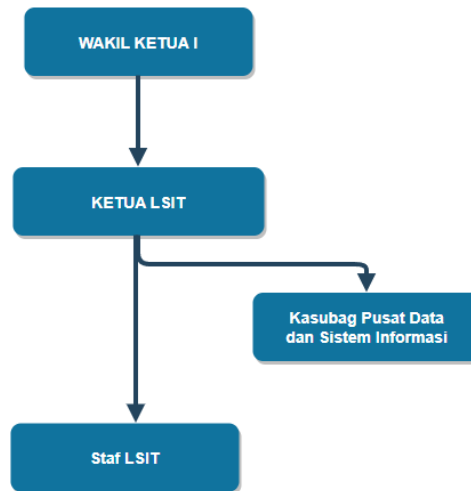 WAKIL KETUA I
KETUA LSIT
Kasubag Pusat Data
dan Sistem Informasi
Staf LSIT